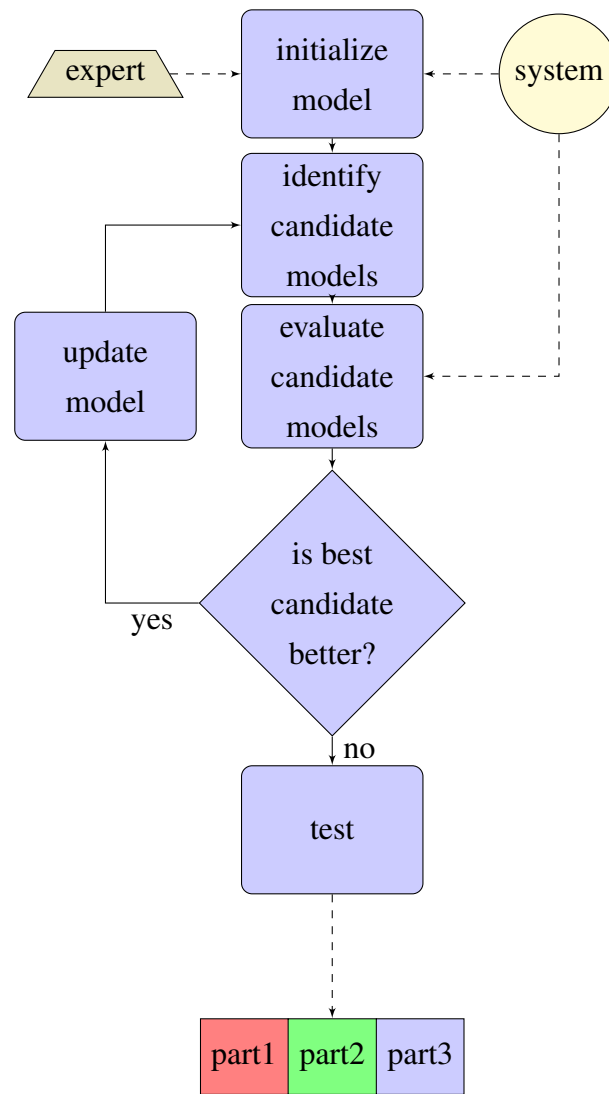 expert
initialize
model
system
identify
candidate
models
update
model
evaluate
candidate
models
is best
candidate
better?
yes
no
test
part1 part2 part3